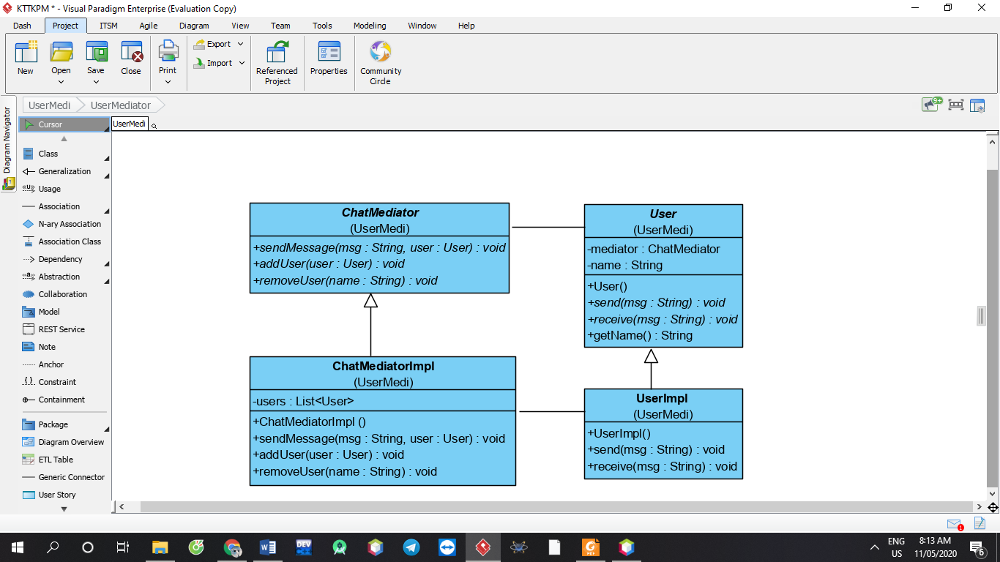 KTTKPM * - Visual Paradigm Enterprise (Evaluation Copy)
Dash Project ITSM Agile Diagram View Team Tools Modeling Window Help
New Open Save Close Print Export Import Referenced Project Properties Community Circle
UserMedi UserMediator
9+
Diagram Navigator
Cursor
UserMedi
Class
Generalization
Usage
Association
N-ary Association
Association Class
Dependency
Abstraction
Collaboration
Model
REST Service
Note
Anchor
Constraint
Containment
Package
Diagram Overview
ETL Table
Generic Connector
User Story
ChatMediator
(UserMedi)
+sendMessage(msg : String, user : User) : void
+addUser(user : User) : void
+removeUser(name : String) : void
User
(UserMedi)
-mediator : ChatMediator
-name : String
+User()
+send(msg : String) : void
+receive(msg : String) : void
+getName() : String
ChatMediatorImpl
(UserMedi)
-users : List<User>
+ChatMediatorImpl ()
+sendMessage(msg : String, user : User) : void
+addUser(user : User) : void
+removeUser(name : String) : void
UserImpl
(UserMedi)
+UserImpl()
+send(msg : String) : void
+receive(msg : String) : void
1
DEV
PDF
ENG
US
8:13 AM
11/05/2020
6